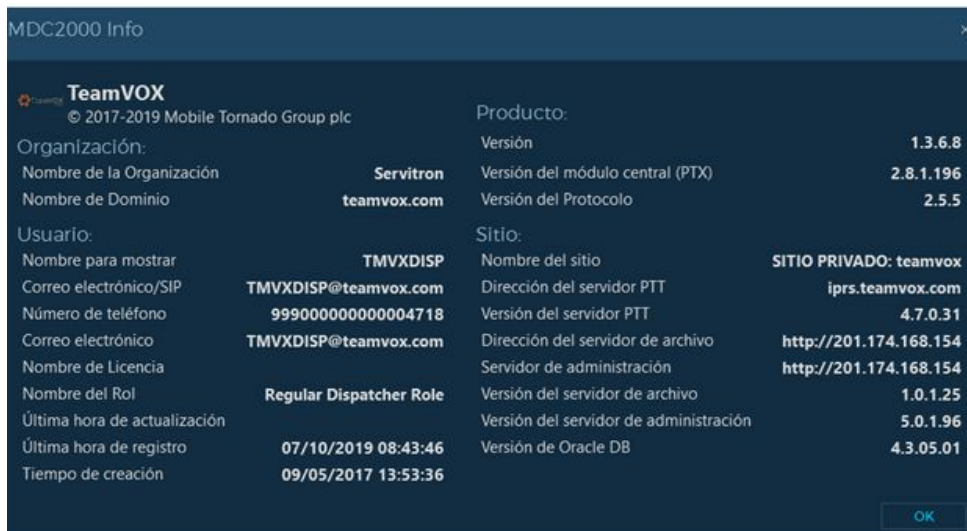 MDC2000 Info
TeamVOX
© 2017-2019 Mobile Tornado Group plc
Organización:
Nombre de la Organización Servitron
Nombre de Dominio teamvox.com
Usuario:
Nombre para mostrar TMVXDISP
Correo electrónico/SIP TMVXDISP@teamvox.com
Número de teléfono 999000000000004718
Correo electrónico TMVXDISP@teamvox.com
Nombre de Licencia
Nombre del Rol Regular Dispatcher Role
Última hora de actualización
Última hora de registro 07/10/2019 08:43:46
Tiempo de creación 09/05/2017 13:53:36
Producto:
Versión 1.3.6.8
Versión del módulo central (PTX) 2.8.1.196
Versión del Protocolo 2.5.5
Sitio:
Nombre del sitio SITIO PRIVADO: teamvox
Dirección del servidor PTT iprs.teamvox.com
Versión del servidor PTT 4.7.0.31
Dirección del servidor de archivo http://201.174.168.154
Servidor de administración http://201.174.168.154
Versión del servidor de archivo 1.0.1.25
Versión del servidor de administración 5.0.1.96
Versión de Oracle DB 4.3.05.01
OK